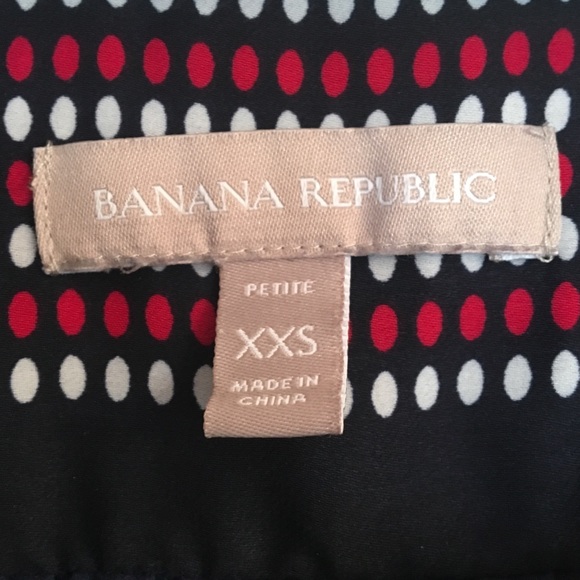 BANANA REPUBLIC
PETITE
XXS
MADE IN
CHINA